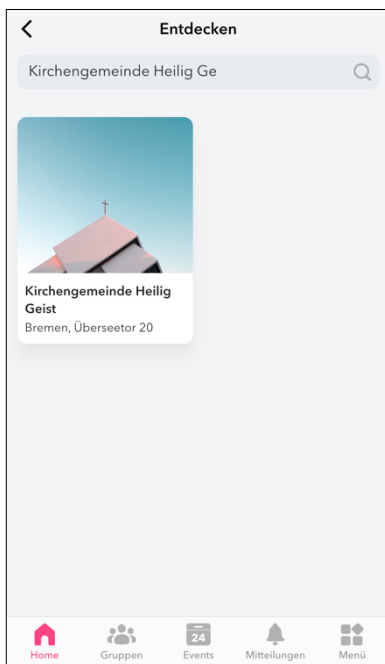 Entdecken
Kirchengemeinde Heilig Ge
Kirchengemeinde Heilig
Geist
Bremen, Überseetor 20
24
Home Gruppen Events Mitteilungen Menü